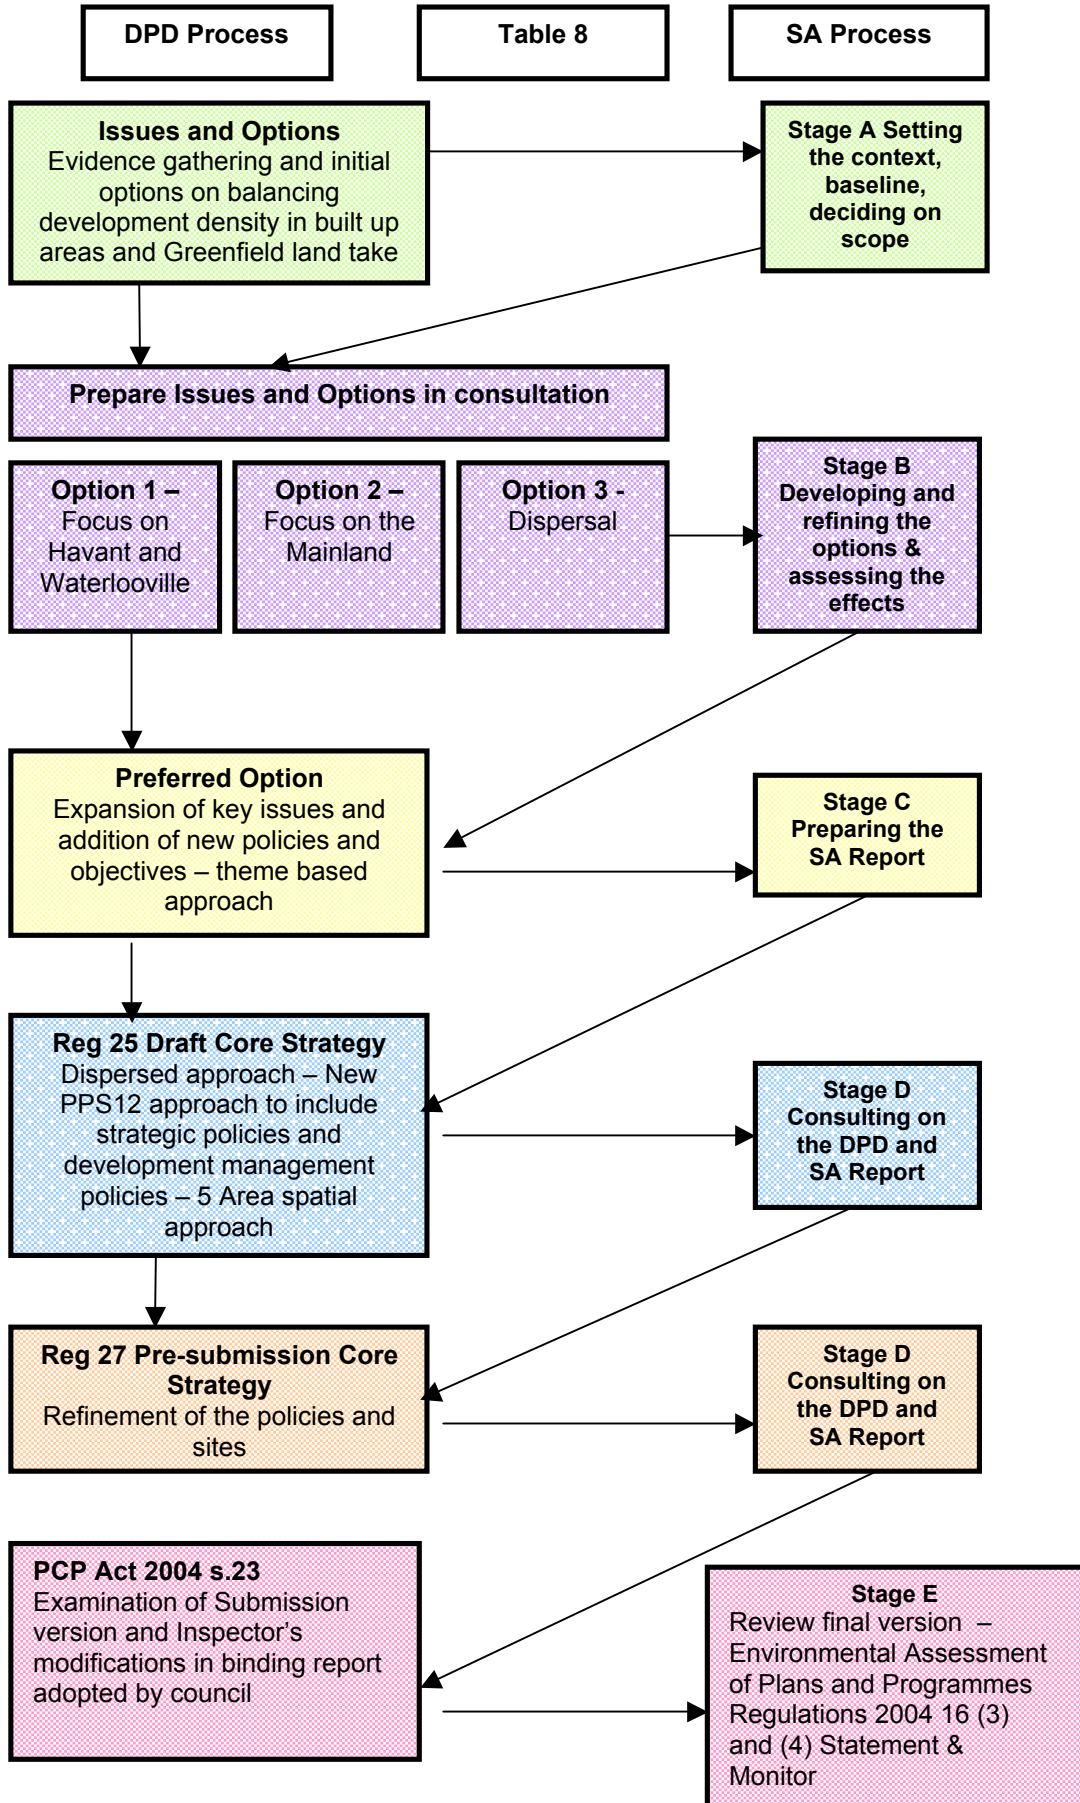 DPD Process
Table 8
SA Process
Issues and Options
Evidence gathering and initial
options on balancing
development density in built up
areas and Greenfield land take
Stage A Setting
the context,
baseline,
deciding on
scope
Prepare Issues and Options in consultation
Option 1 –
Focus on
Havant and
Waterlooville
Option 2 –
Focus on the
Mainland
Option 3 -
Dispersal
Stage B
Developing and
refining the
options &
assessing the
effects
Preferred Option
Expansion of key issues and
addition of new policies and
objectives – theme based
approach
Stage C
Preparing the
SA Report
Reg 25 Draft Core Strategy
Dispersed approach – New
PPS12 approach to include
strategic policies and
development management
policies – 5 Area spatial
approach
Stage D
Consulting on
the DPD and
SA Report
Reg 27 Pre-submission Core
Strategy
Refinement of the policies and
sites
Stage D
Consulting on
the DPD and
SA Report
PCP Act 2004 s.23
Examination of Submission
version and Inspector’s
modifications in binding report
adopted by council
Stage E
Review final version –
Environmental Assessment
of Plans and Programmes
Regulations 2004 16 (3)
and (4) Statement &
Monitor